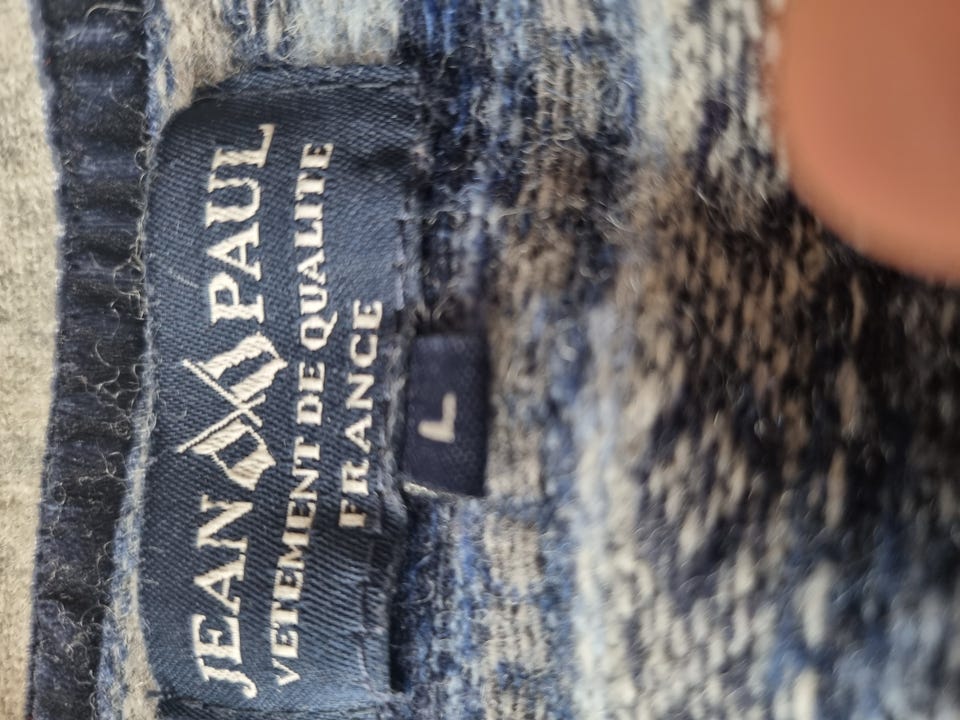 JEAN PAUL
VETEMENT DE QUALITE
FRANCE
L